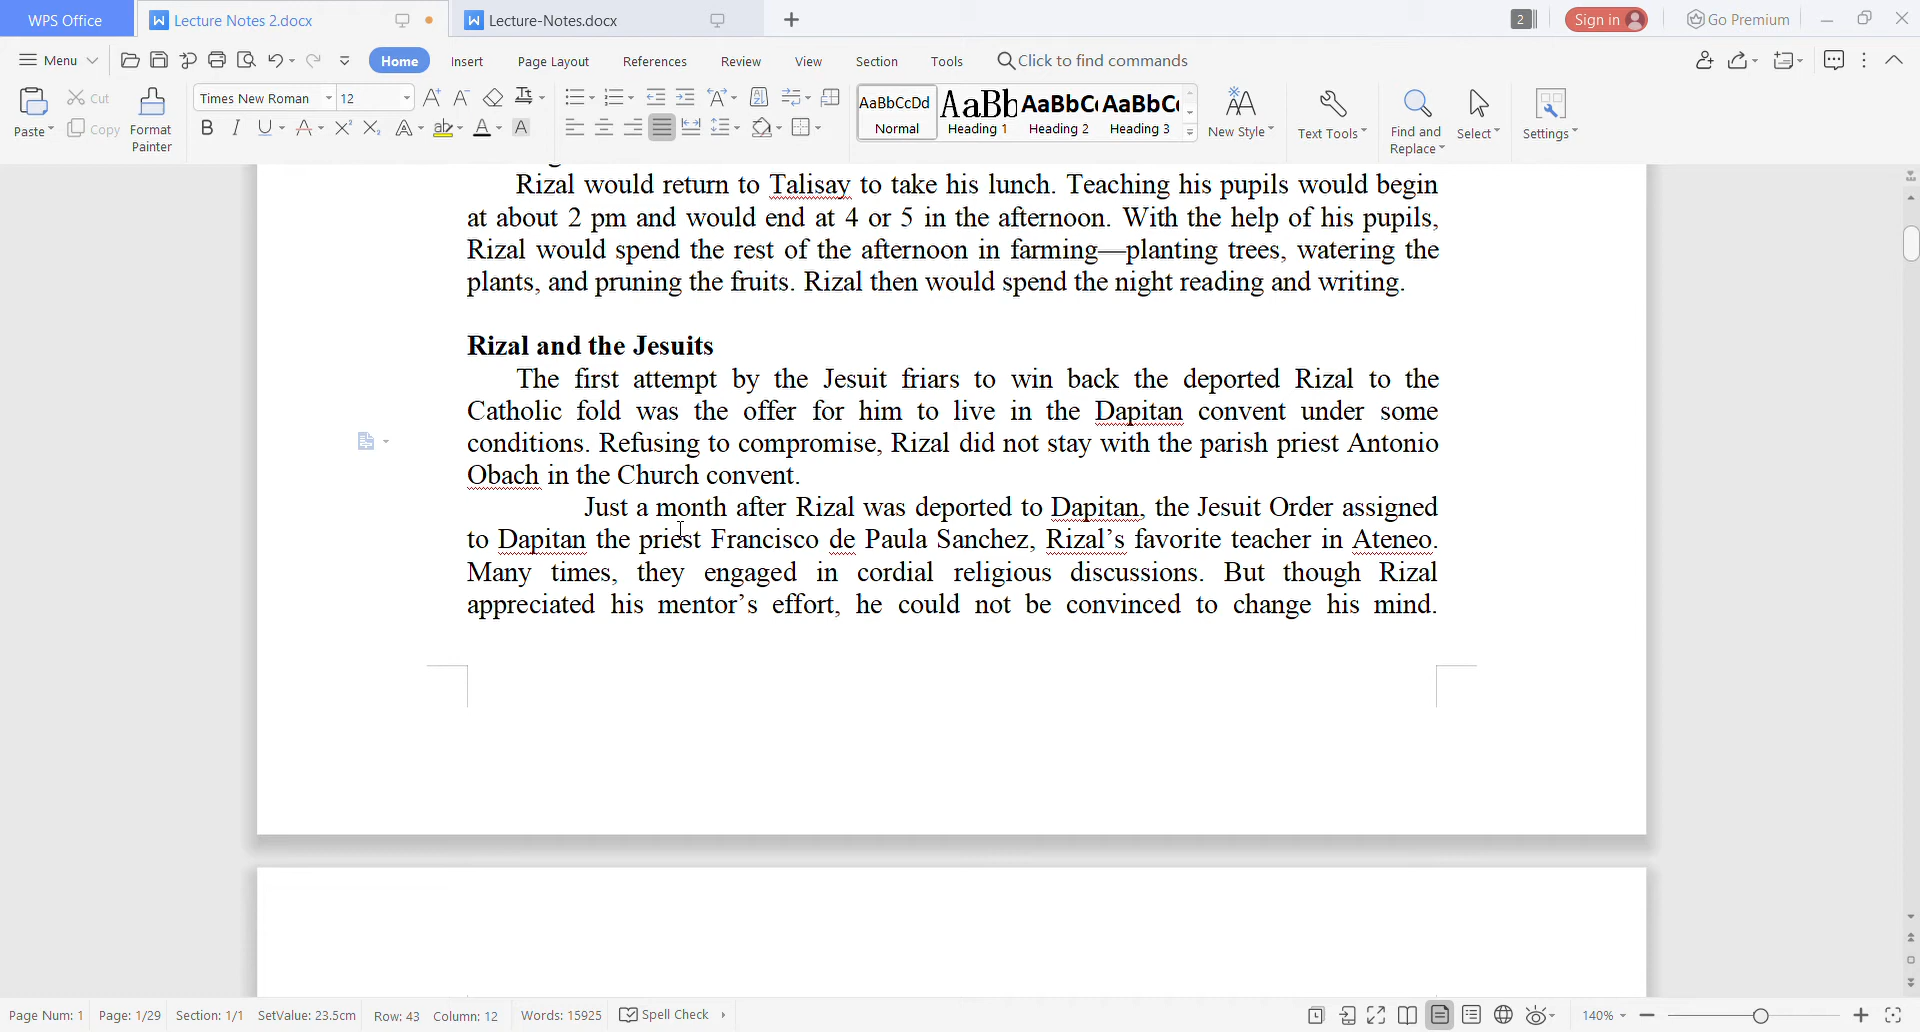 WPS Office
Lecture Notes 2.docx
Lecture-Notes.docx
2
Sign in
Go Premium
Menu
Home
Insert
Page Layout
References
Review
View
Section
Tools
Click to find commands
Paste
Cut
Copy
Format
Painter
Times New Roman
12
AaBbCcDd
Normal
AaBb
Heading 1
AaBbC
Heading 2
AaBbC
Heading 3
New Style
Text Tools
Find and
Replace
Select
Settings
Rizal would return to Talisay to take his lunch. Teaching his pupils would begin
at about 2 pm and would end at 4 or 5 in the afternoon. With the help of his pupils,
Rizal would spend the rest of the afternoon in farming—planting trees, watering the
plants, and pruning the fruits. Rizal then would spend the night reading and writing.
Rizal and the Jesuits
The first attempt by the Jesuit friars to win back the deported Rizal to the
Catholic fold was the offer for him to live in the Dapitan convent under some
conditions. Refusing to compromise, Rizal did not stay with the parish priest Antonio
Obach in the Church convent.
Just a month after Rizal was deported to Dapitan, the Jesuit Order assigned
to Dapitan the priest Francisco de Paula Sanchez, Rizal’s favorite teacher in Ateneo.
Many times, they engaged in cordial religious discussions. But though Rizal
appreciated his mentor’s effort, he could not be convinced to change his mind.
Page Num: 1
Page: 1/29
Section: 1/1
SetValue: 23.5cm
Row: 43
Column: 12
Words: 15925
Spell Check
140%